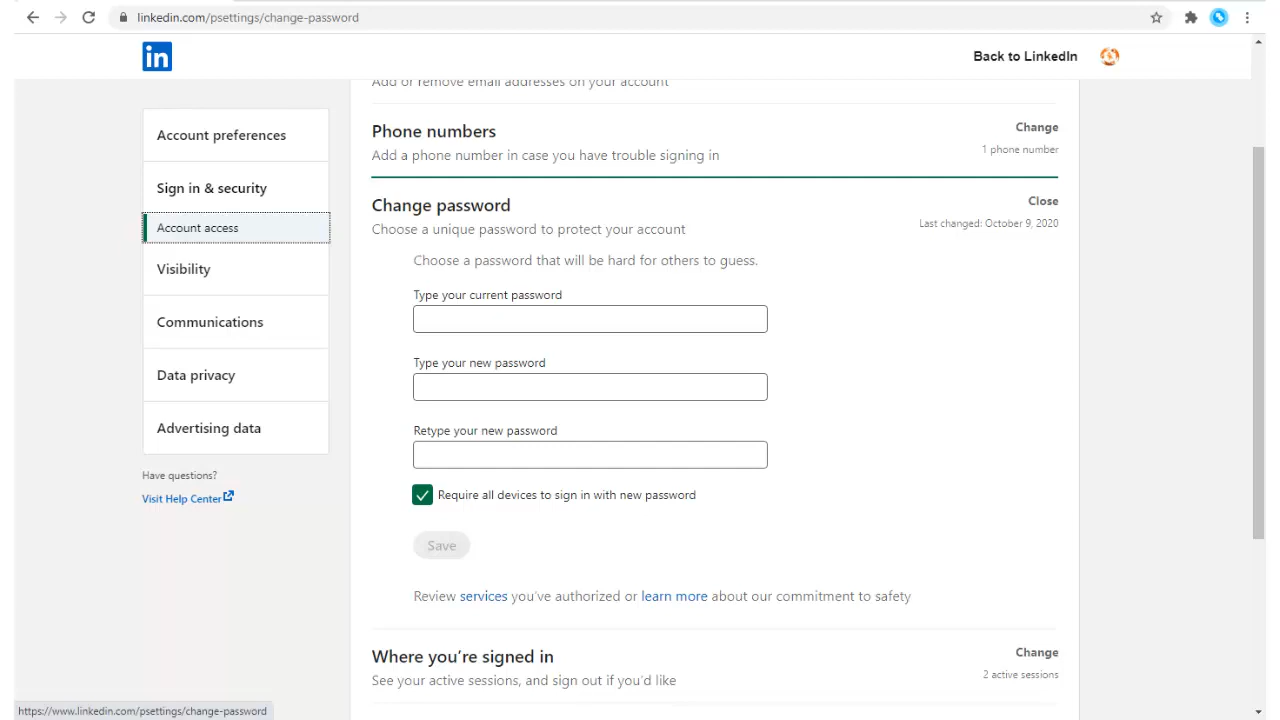 linkedin.com/psettings/change-password
in
Back to LinkedIn
Add or remove email addresses on your account
Account preferences
Sign in & security
Account access
Visibility
Communications
Data privacy
Advertising data
Have questions?
Visit Help Center
Phone numbers
Change
Add a phone number in case you have trouble signing in
1 phone number
Change password
Close
Choose a unique password to protect your account
Last changed: October 9, 2020
Choose a password that will be hard for others to guess.
Type your current password
Type your new password
Retype your new password
Require all devices to sign in with new password
Save
Review services you've authorized or learn more about our commitment to safety
Where you're signed in
Change
See your active sessions, and sign out if you'd like
2 active sessions
https://www.linkedin.com/psettings/change-password